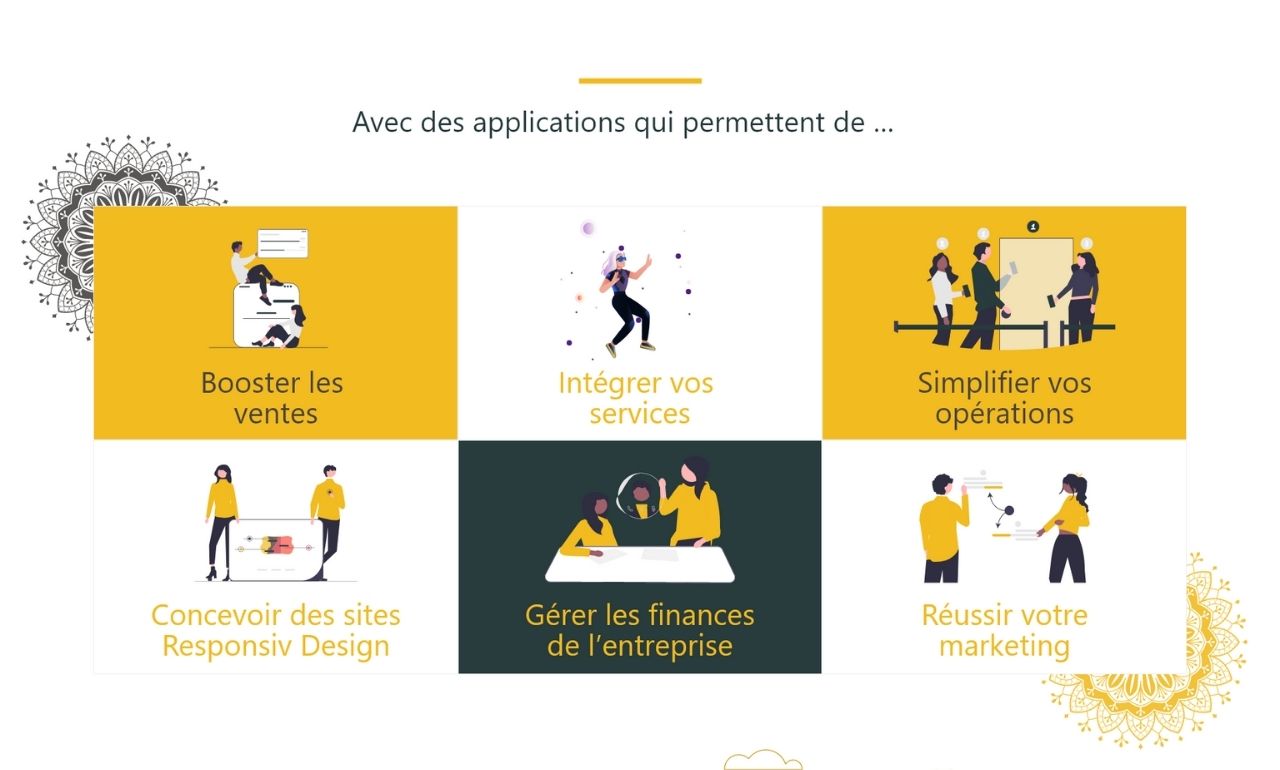 Avec des applications qui permettent de ...
Booster les
ventes
Intégrer vos
services
Simplifier vos
opérations
Concevoir des sites
Responsiv Design
Gérer les finances
de l’entreprise
Réussir votre
marketing